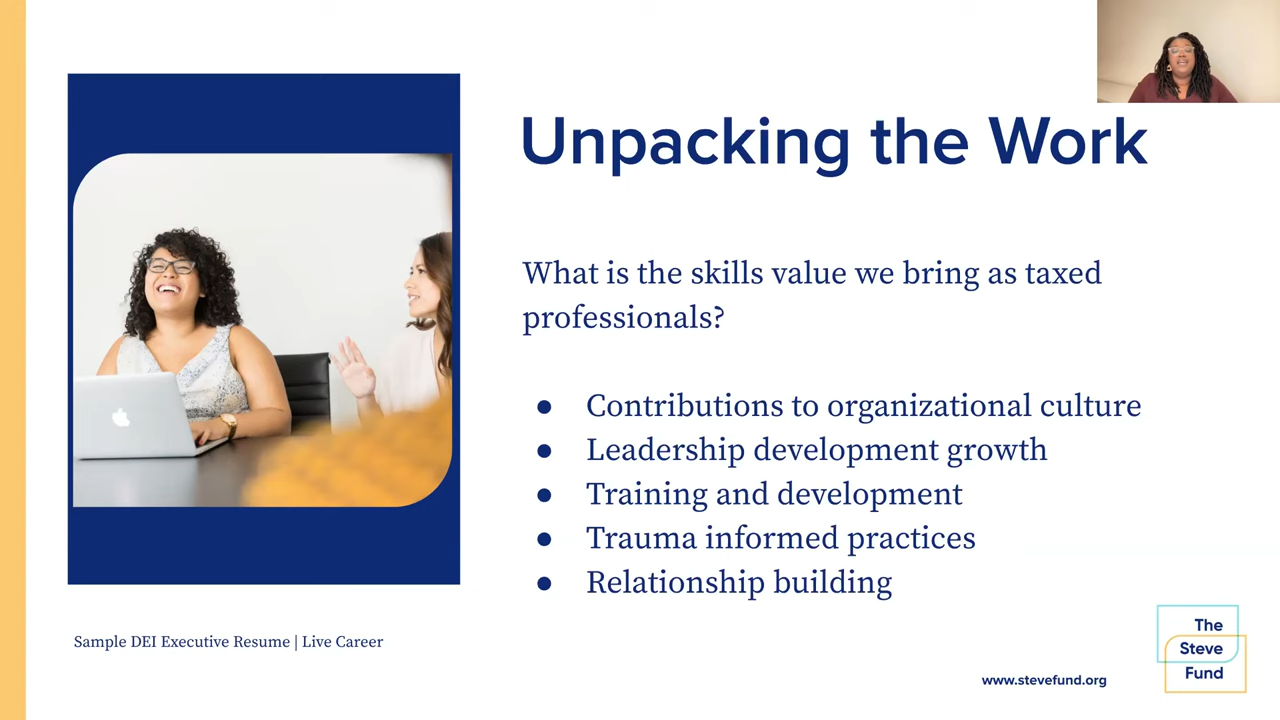 Unpacking the Work
What is the skills value we bring as taxed
professionals?
● Contributions to organizational culture
● Leadership development growth
● Training and development
● Trauma informed practices
● Relationship building
Sample DEI Executive Resume | Live Career
www.stevefund.org
The
Steve
Fund